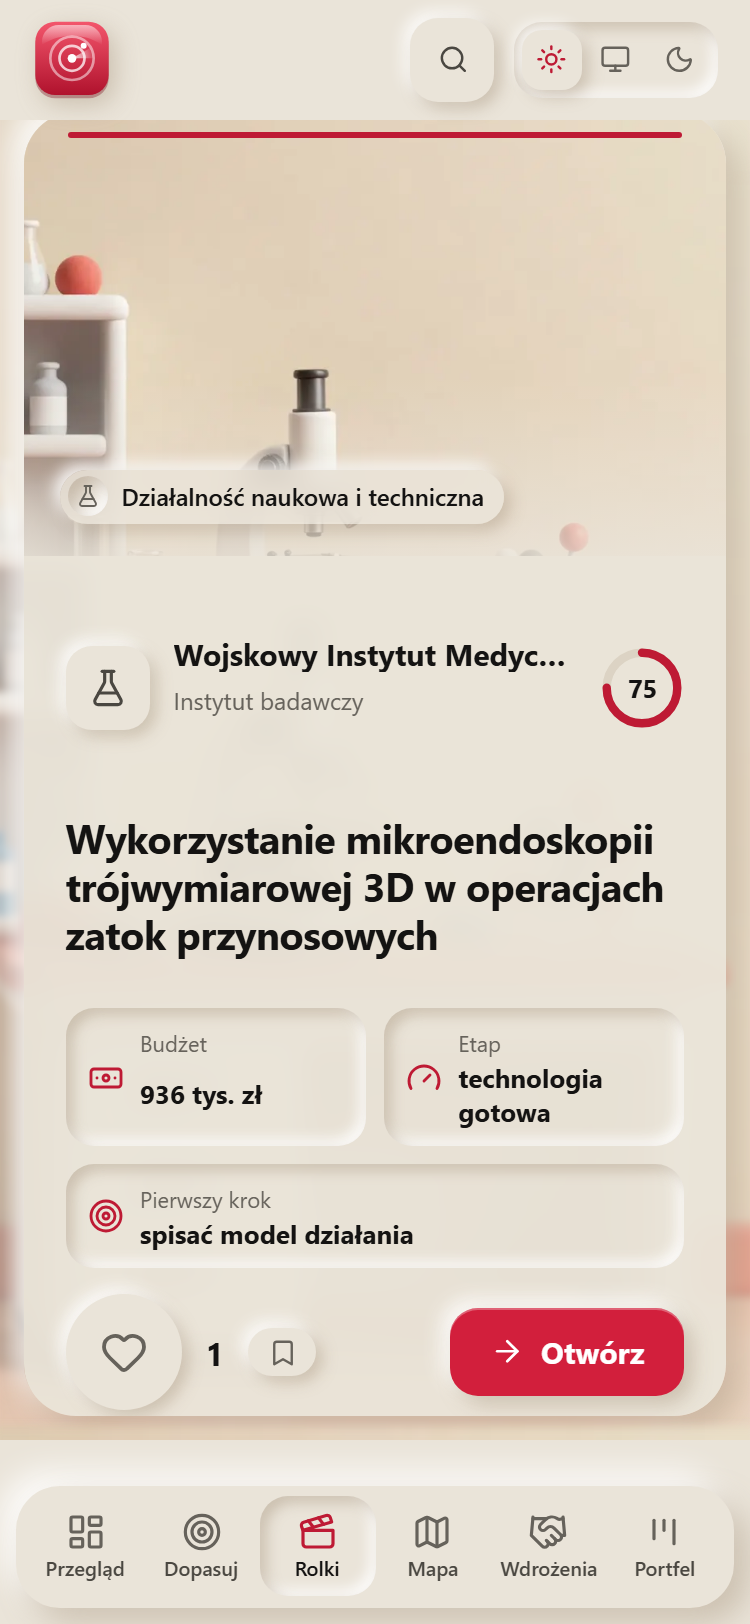 Działalność naukowa i techniczna
Wojskowy Instytut Medyc...
Instytut badawczy
75
Wykorzystanie mikroendoskopii
trójwymiarowej 3D w operacjach
zatok przynosowych
Budżet
936 tys. zł
Etap
technologia
gotowa
Pierwszy krok
spisać model działania
1
Otwórz
Przegląd
Dopasuj
Rolki
Mapa
Wdrożenia
Portfel